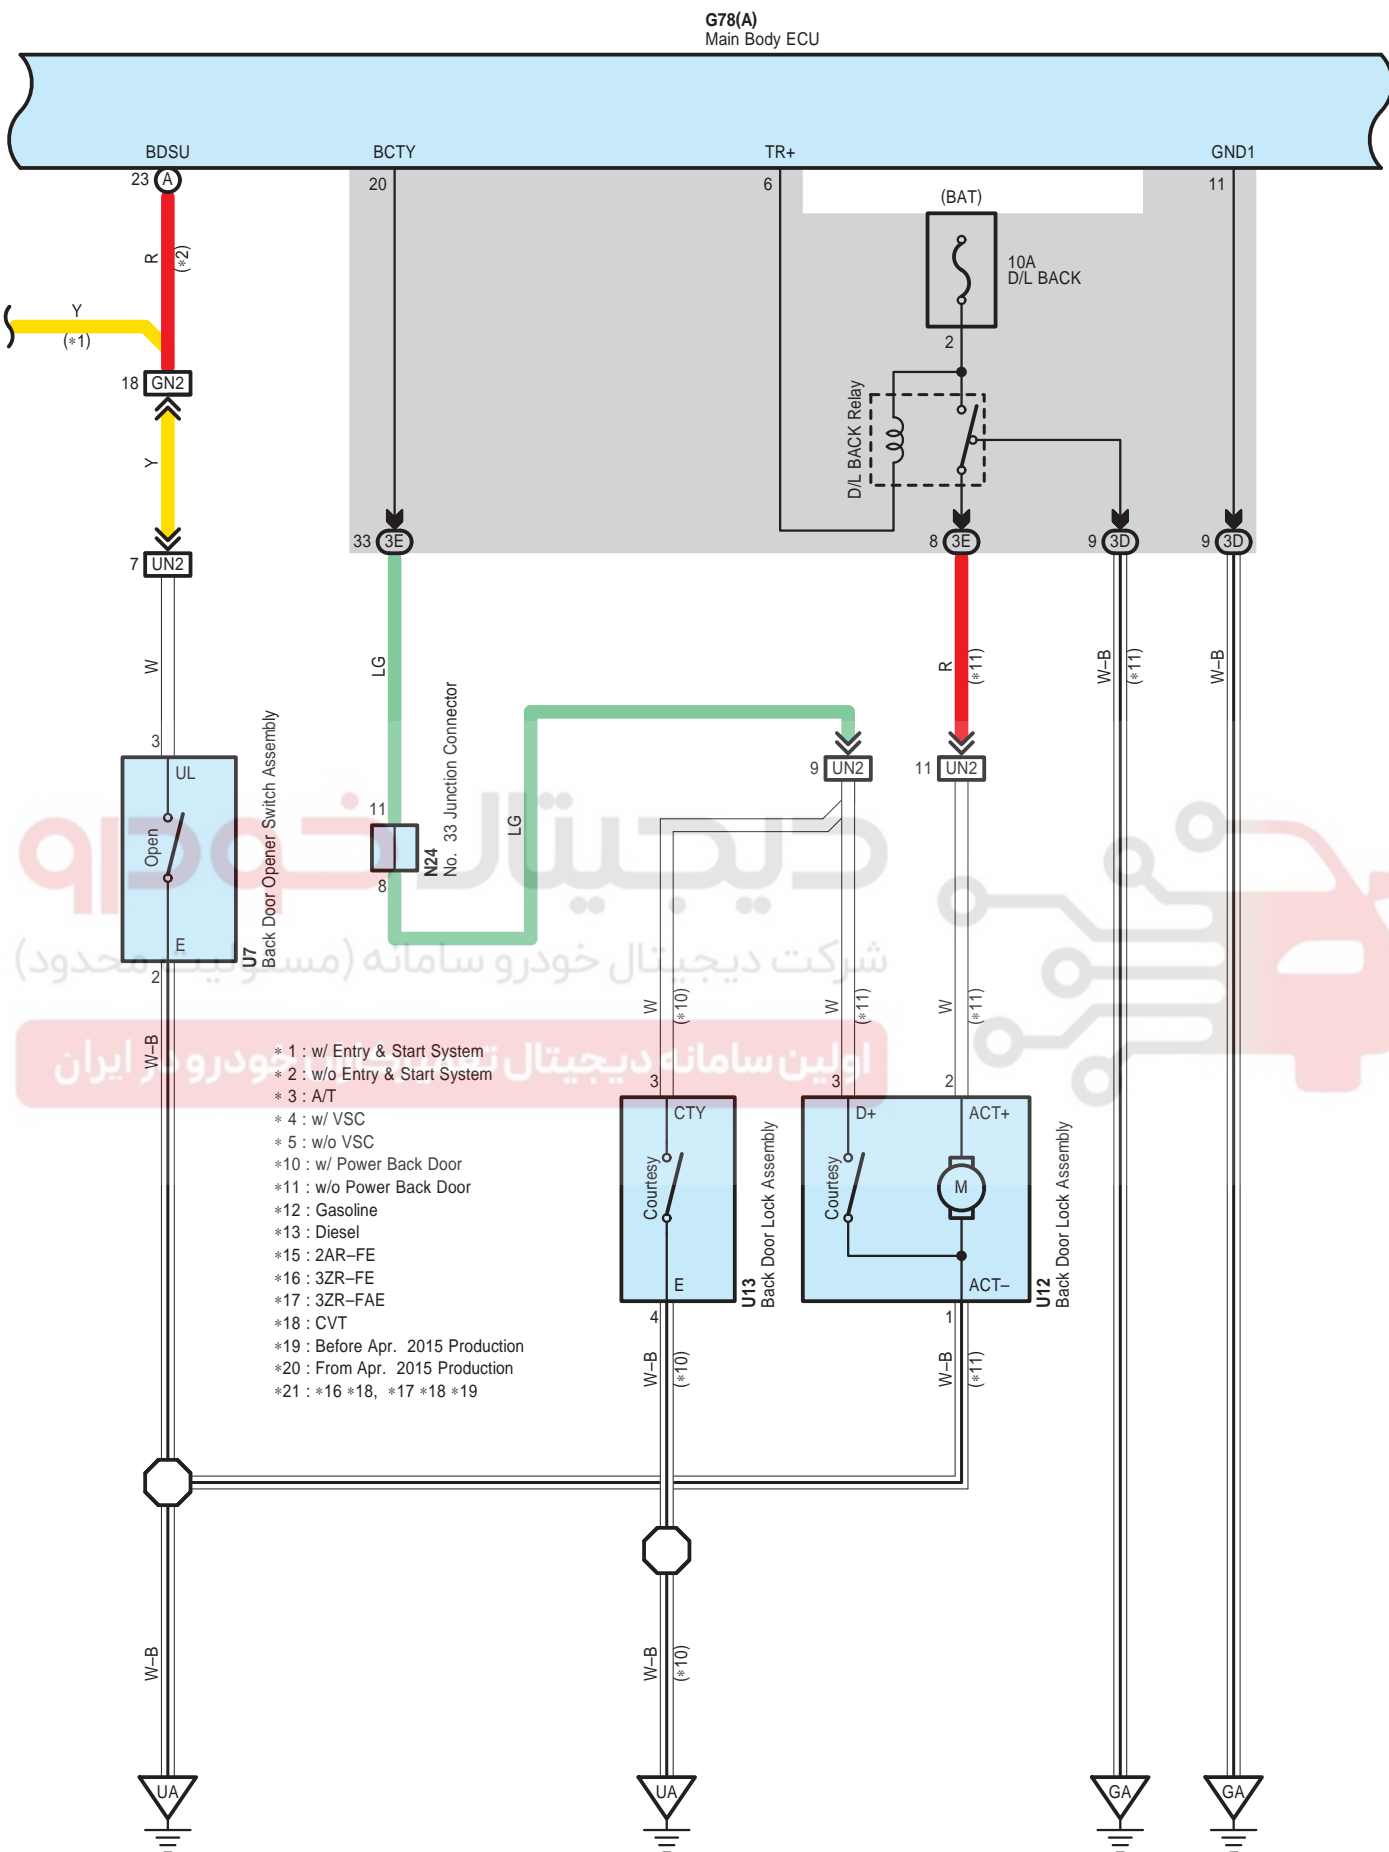 G78(A)
Main Body ECU
BDSU
BCTY
TR+
GND1
23
A
20
6
11
(BAT)
R
(*2)
10A
D/L BACK
Y
(*1)
2
18
GN2
D/L BACK Relay
Y
33
3E
8
3E
9
3D
9
3D
7
UN2
W
LG
R
(*11)
W–B
(*11)
W–B
3
UL
Open
E
2
U7
Back Door Opener Switch Assembly
11
8
N24
No. 33 Junction Connector
LG
9
UN2
11
UN2
دیجیتال خودرو
شرکت دیجیتال خودرو سامانه (مسئولیت محدود)
اولین سامانه دیجیتال تعمیرکاران خودرو در ایران
W
(*10)
W
(*11)
W
(*11)
W–B
* 1 : w/ Entry & Start System
* 2 : w/o Entry & Start System
* 3 : A/T
* 4 : w/ VSC
* 5 : w/o VSC
*10 : w/ Power Back Door
*11 : w/o Power Back Door
*12 : Gasoline
*13 : Diesel
*15 : 2AR–FE
*16 : 3ZR–FE
*17 : 3ZR–FAE
*18 : CVT
*19 : Before Apr. 2015 Production
*20 : From Apr. 2015 Production
*21 : *16 *18, *17 *18 *19
3
CTY
Courtesy
E
4
U13
Back Door Lock Assembly
3
2
D+
ACT+
Courtesy
M
ACT–
1
U12
Back Door Lock Assembly
W–B
(*10)
W–B
(*11)
W–B
W–B
(*10)
UA
UA
GA
GA